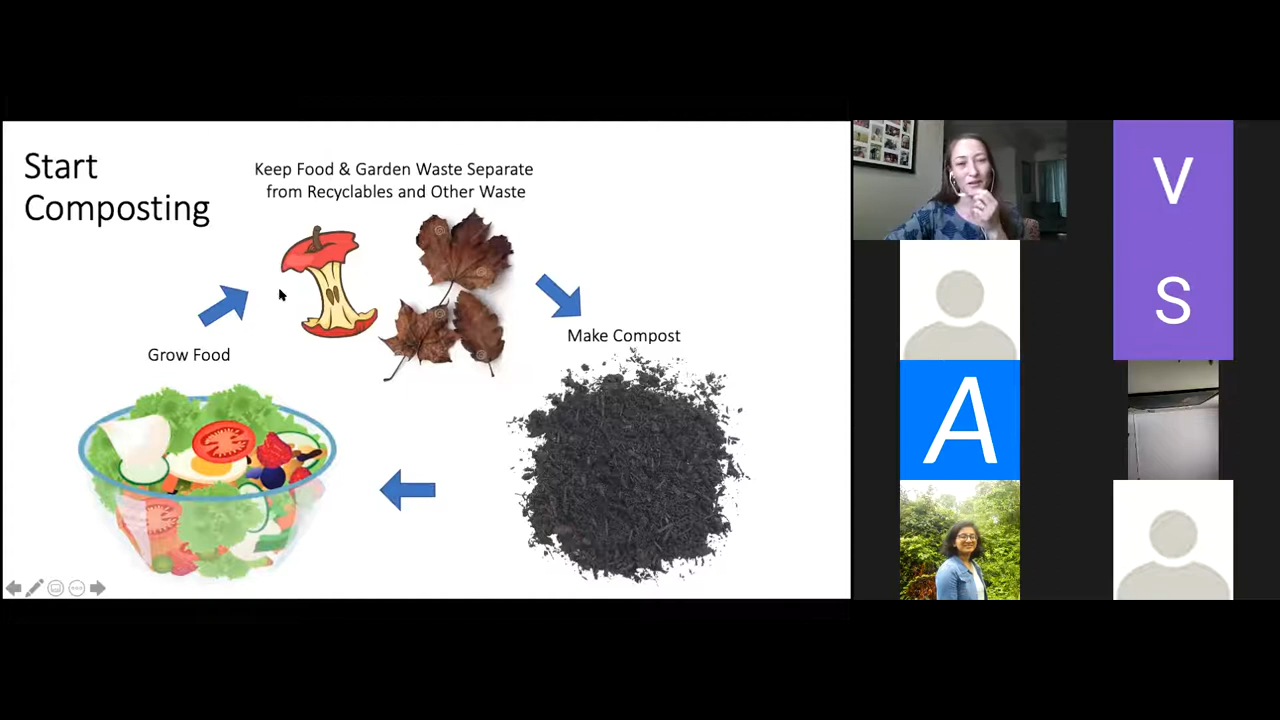 Start
Composting
Keep Food & Garden Waste Separate
from Recyclables and Other Waste
Make Compost
Grow Food
V
S
A